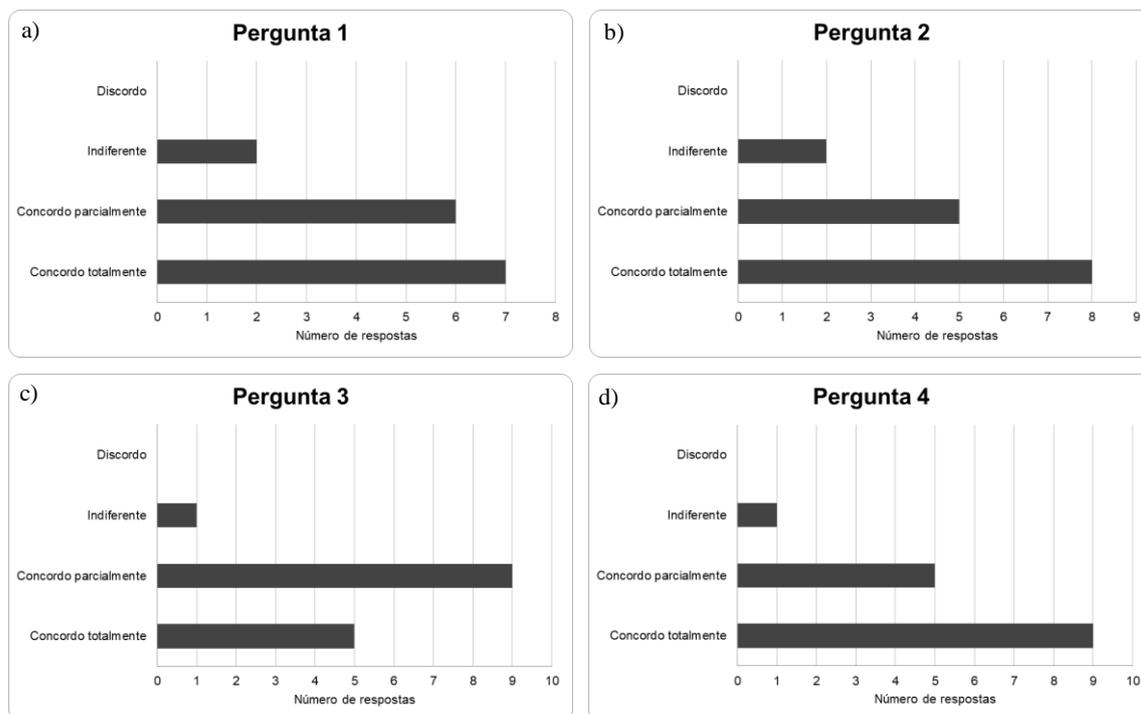 a)
Pergunta 1
Discordo
Indiferente
Concordo parcialmente
Concordo totalmente
0 1 2 3 4 5 6 7 8
Número de respostas
b)
Pergunta 2
Discordo
Indiferente
Concordo parcialmente
Concordo totalmente
0 1 2 3 4 5 6 7 8 9
Número de respostas
c)
Pergunta 3
Discordo
Indiferente
Concordo parcialmente
Concordo totalmente
0 1 2 3 4 5 6 7 8 9 10
Número de respostas
d)
Pergunta 4
Discordo
Indiferente
Concordo parcialmente
Concordo totalmente
0 1 2 3 4 5 6 7 8 9 10
Número de respostas